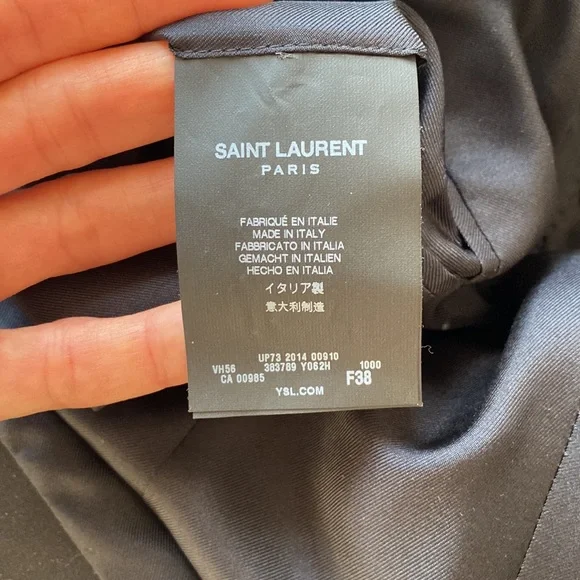 SAINT LAURENT
PARIS
FABRIQUÉ EN ITALIE
MADE IN ITALY
FABBRICATO IN ITALIA
GEMACHT IN ITALIEN
HECHO EN ITÁLIA
イタリア製
意大利制造
UP73 2014 00910
VH56 383789 Y062H 1000
CA 00985 F38
YSL.COM